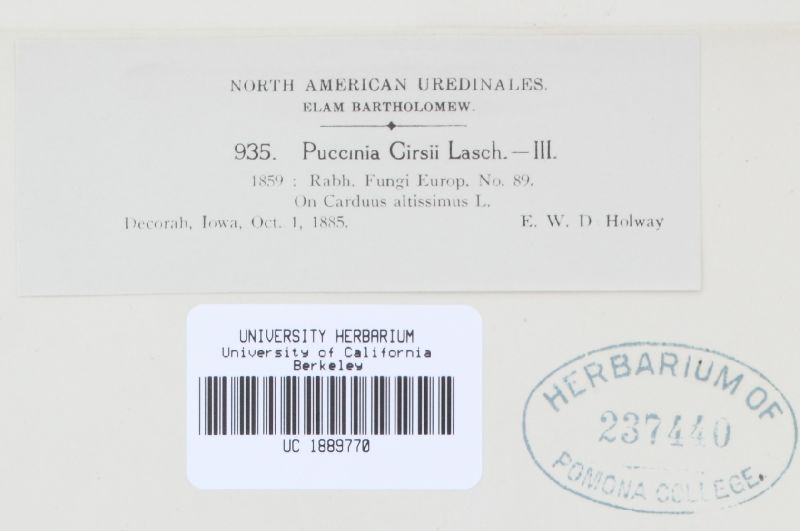 NORTH AMERICAN UREDINALES.
ELAM BARTHOLOMEW.
935. Puccinia Cirsii Lasch.—III.
1859 : Rabh. Fungi Europ. No. 89.
On Carduus altissimus L.
Decorah, Iowa, Oct. 1, 1885. E. W. D Holway
UNIVERSITY HERBARIUM
University of California
Berkeley
UC 1889770
HERBARIUM OF
237440
POMONA COLLEGE.